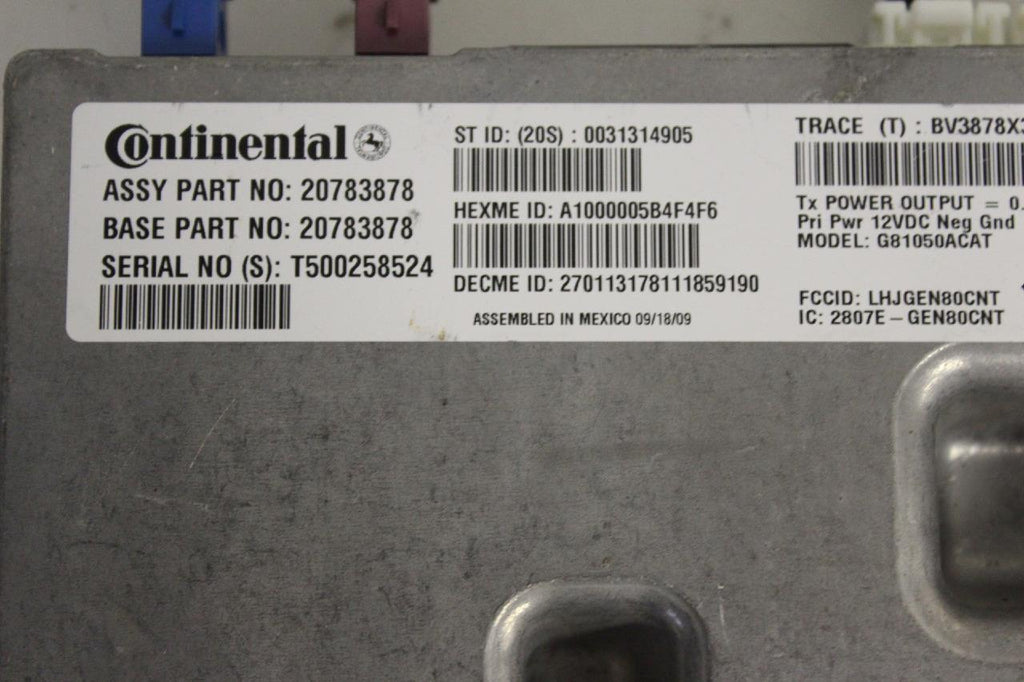 Continental
ASSY PART NO: 20783878
BASE PART NO: 20783878
SERIAL NO (S): T500258524
ST ID: (20S) : 0031314905
HEXME ID: A1000005B4F4F6
DECME ID: 270113178111859190
ASSEMBLED IN MEXICO 09/18/09
TRACE (T) : BV3878X
Tx POWER OUTPUT = 0.
Pri Pwr 12VDC Neg Gnd
MODEL: G81050ACAT
FCCID: LHJGEN80CNT
IC: 2807E-GEN80CNT